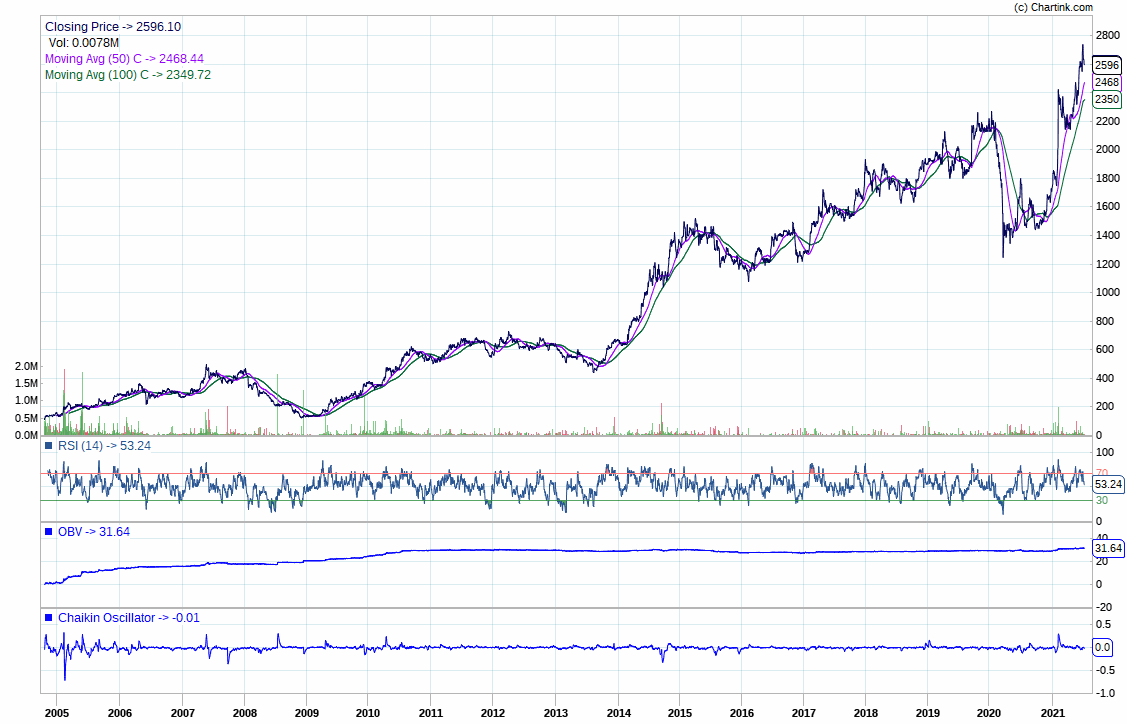 (c) Chartink.com
Closing Price -> 2596.10
Vol: 0.0078M
Moving Avg (50) C -> 2468.44
Moving Avg (100) C -> 2349.72
2800
2596
2468
2350
2200
2000
1800
1600
1400
1200
1000
800
600
400
200
0
2.0M
1.5M
1.0M
0.5M
0.0M
RSI (14) -> 53.24
100
70
53.24
30
0
OBV -> 31.64
40
31.64
20
0
-20
Chaikin Oscillator -> -0.01
0.5
0.0
-0.5
-1.0
2005 2006 2007 2008 2009 2010 2011 2012 2013 2014 2015 2016 2017 2018 2019 2020 2021